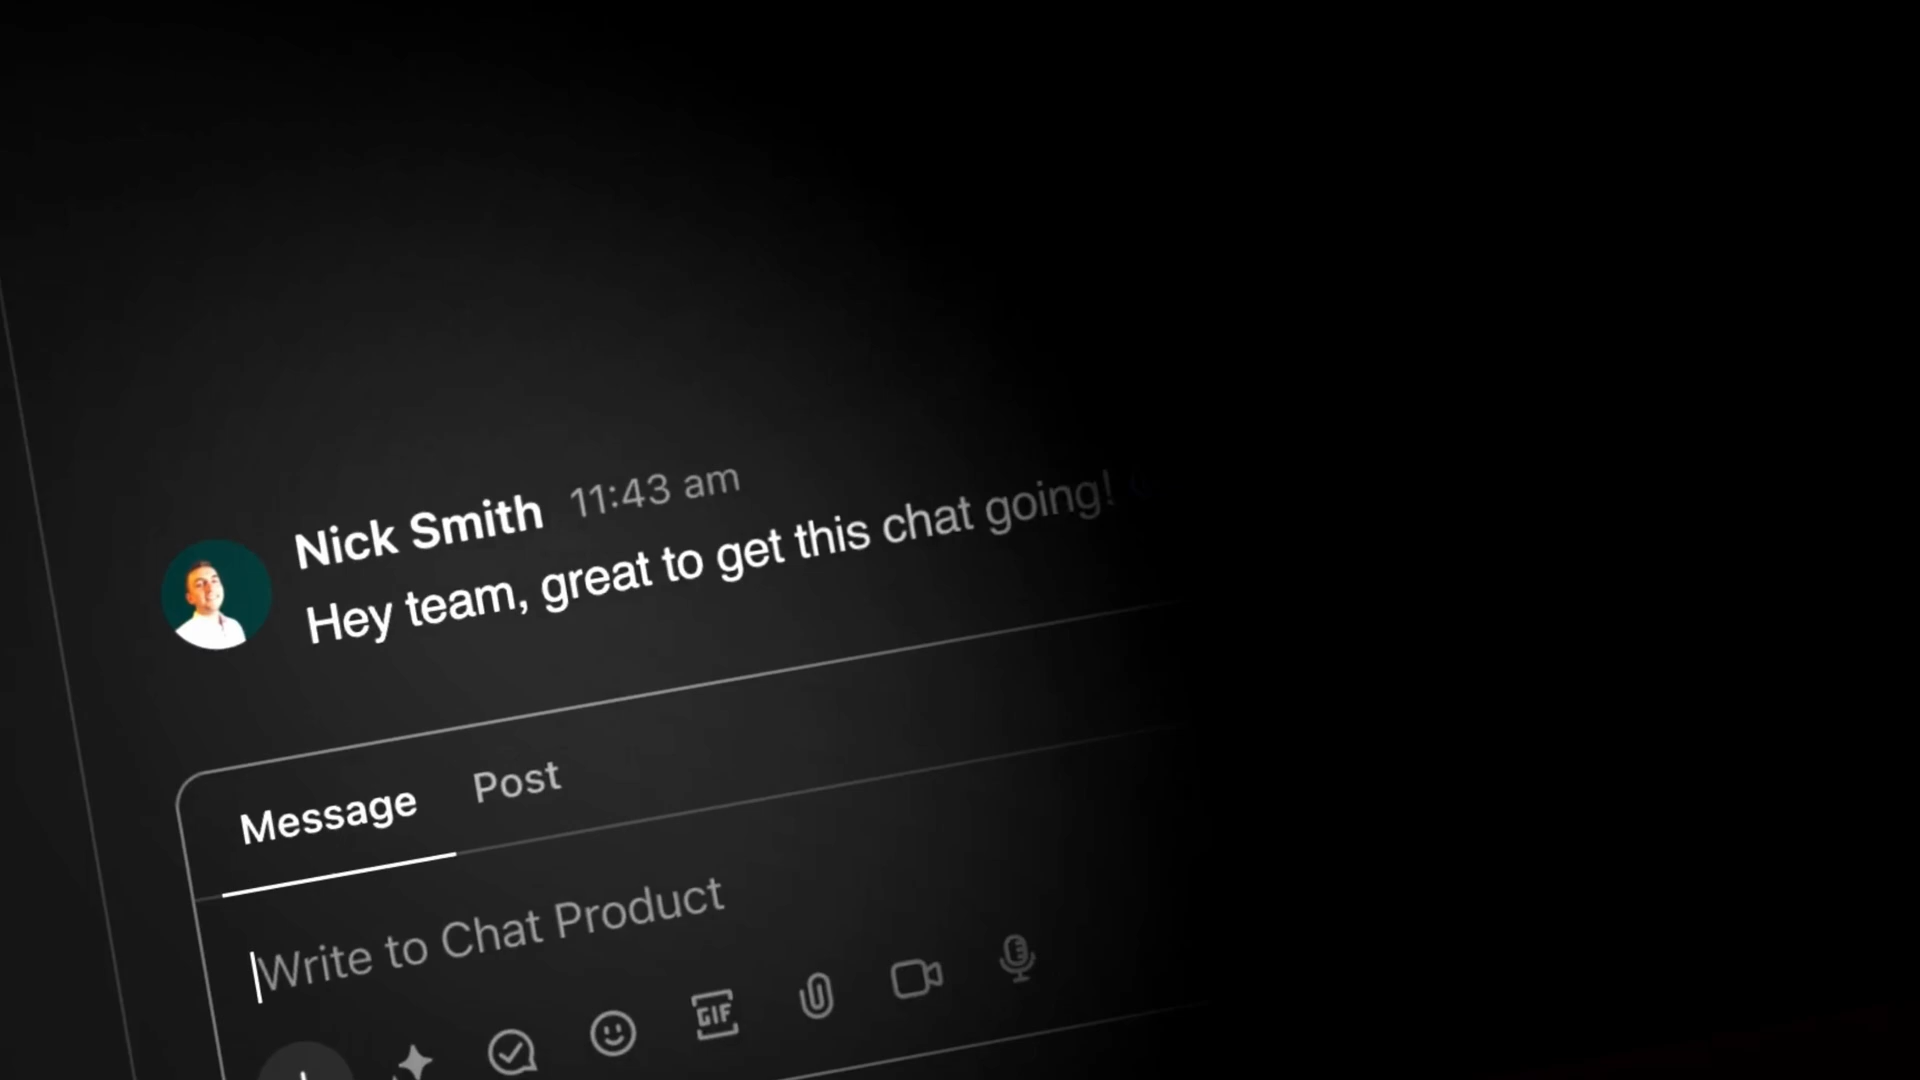 Nick Smith 11:43 am
Hey team, great to get this chat going!
Message Post
Write to Chat Product
GIF